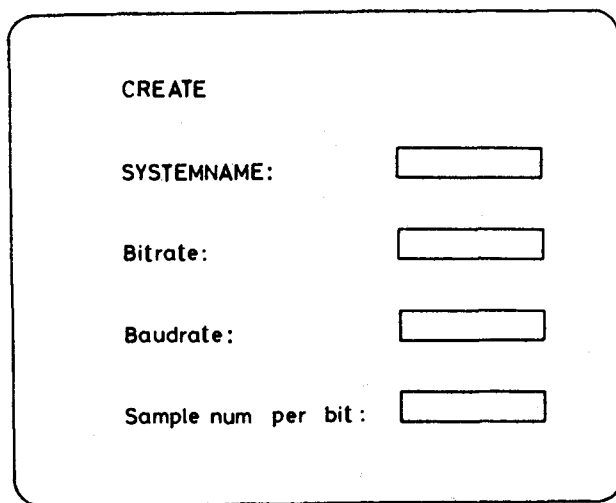 CREATE
SYSTEMNAME:
Bitrate:
Baudrate:
Sample num per bit: